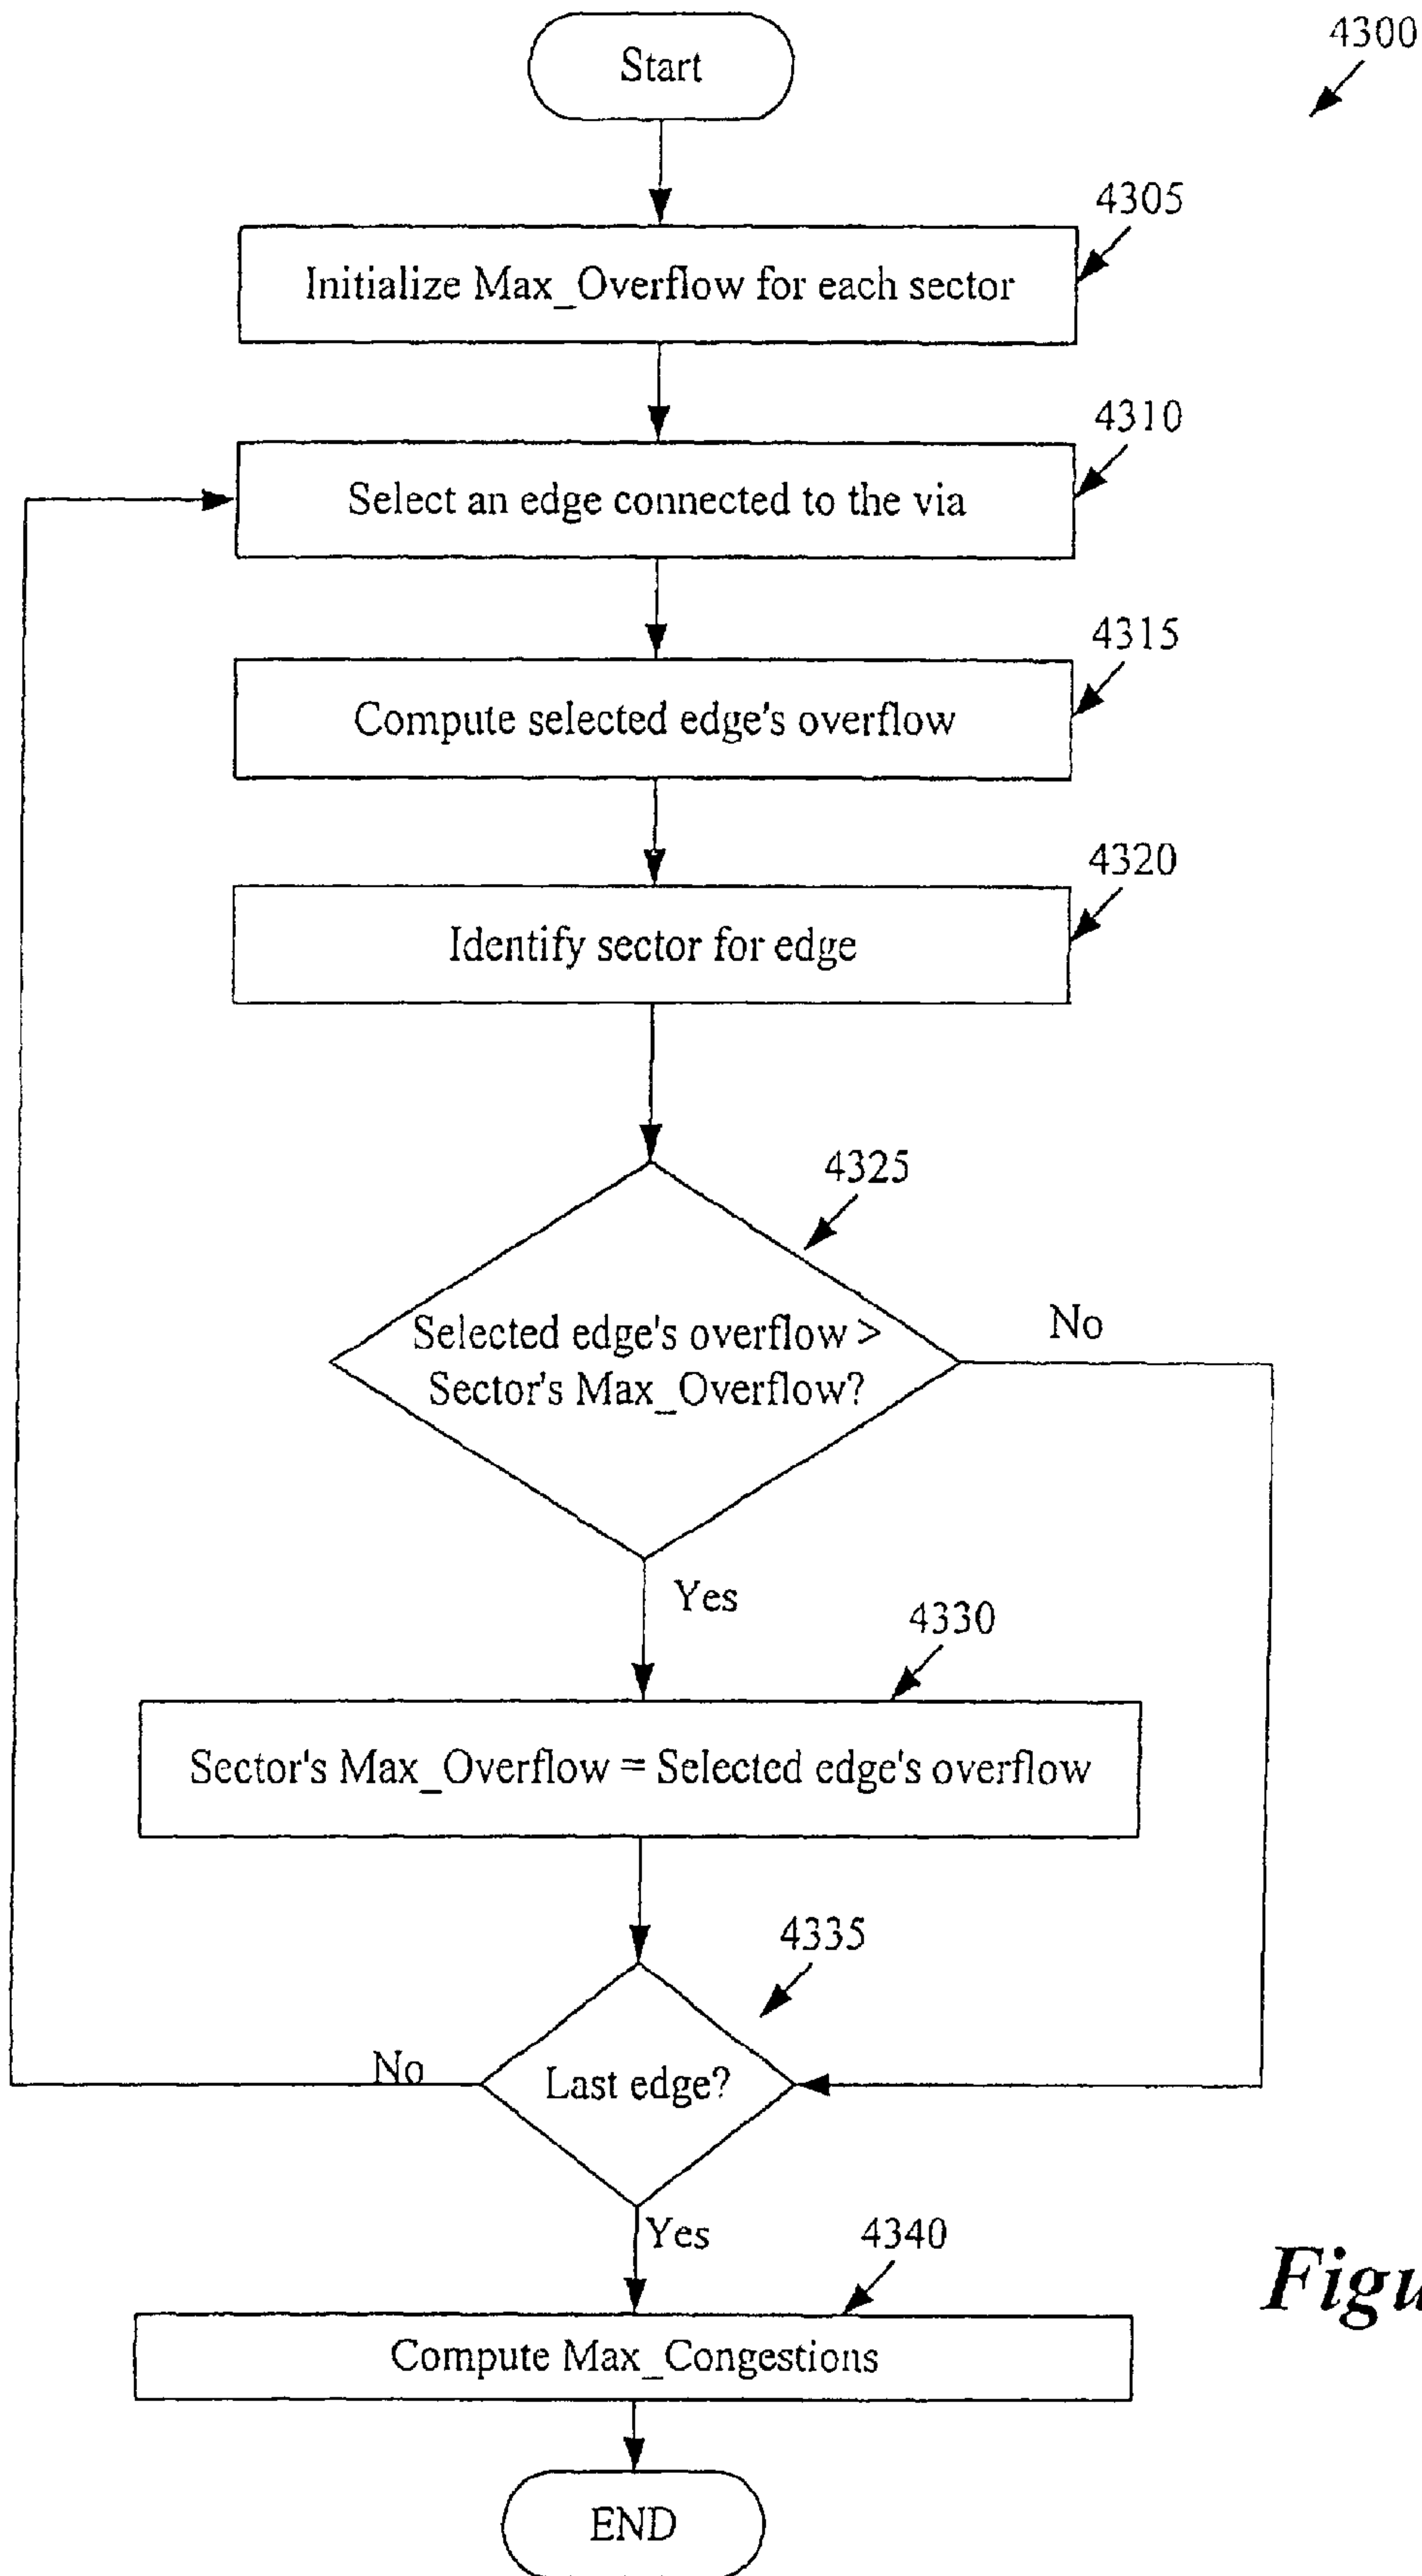 4300
Start
4305
Initialize Max_Overflow for each sector
4310
Select an edge connected to the via
4315
Compute selected edge's overflow
4320
Identify sector for edge
4325
Selected edge's overflow >
Sector's Max_Overflow?
No
Yes
4330
Sector's Max_Overflow = Selected edge's overflow
4335
No
Last edge?
Yes
4340
Compute Max_Congestions
END